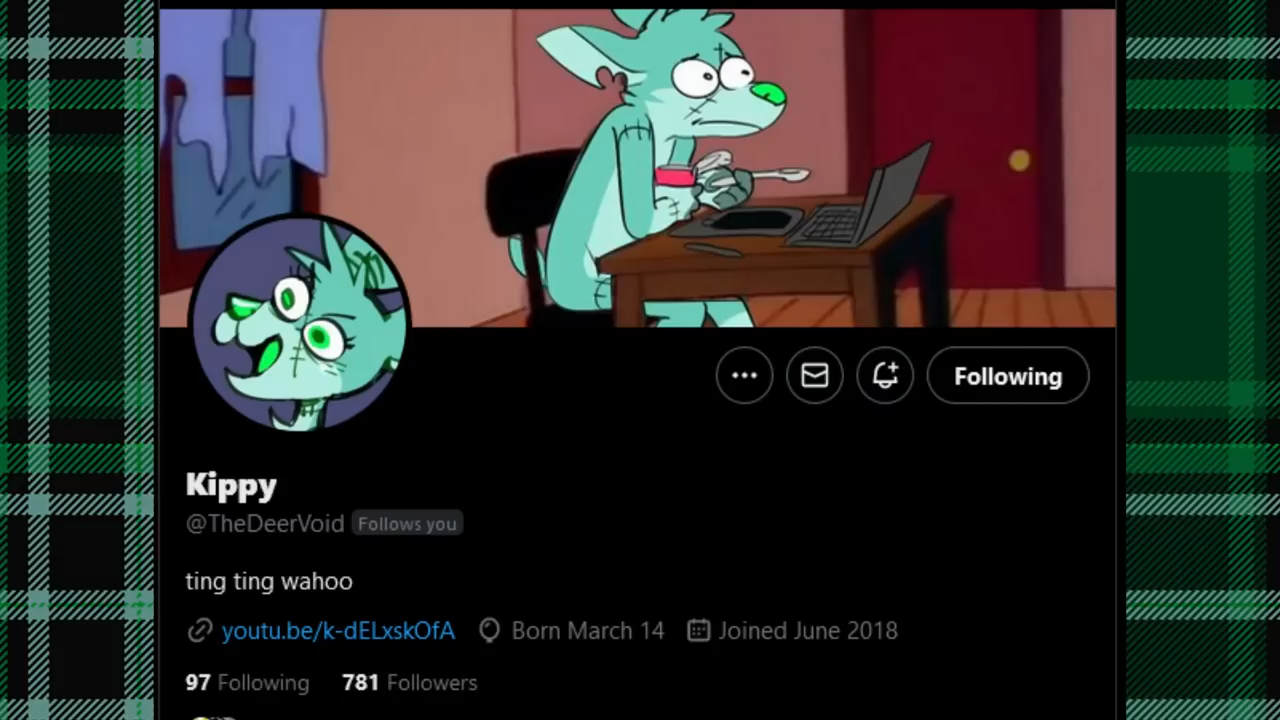 Following
Kippy
@TheDeerVoid Follows you
ting ting wahoo
youtu.be/k-dELxskOfA Born March 14 Joined June 2018
97 Following 781 Followers